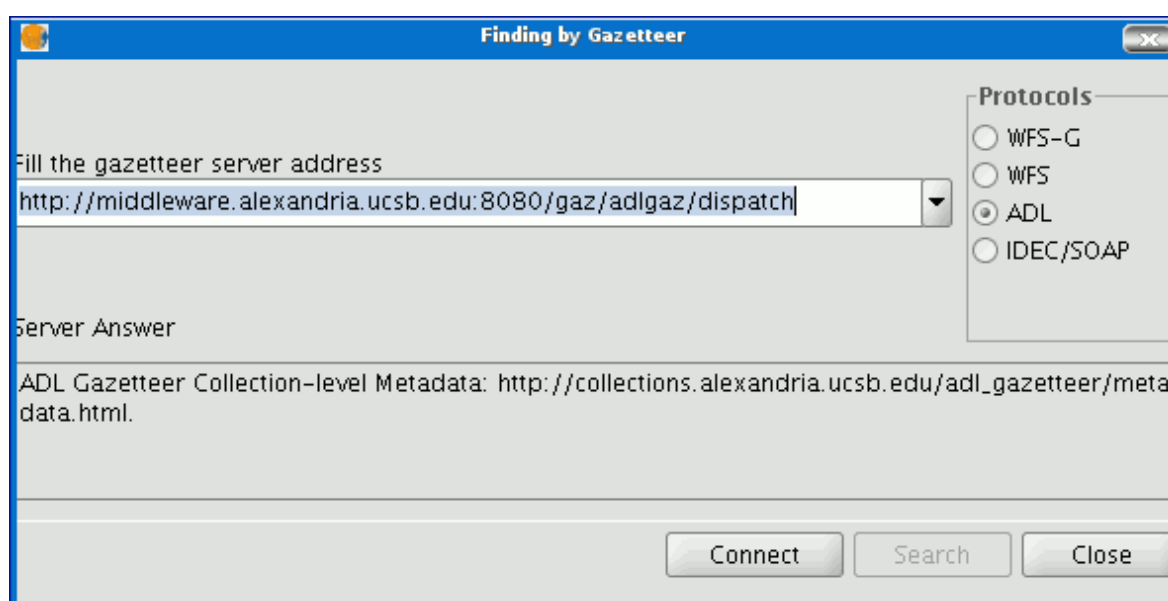 Finding by Gazetteer
Protocols
WFS-G
Fill the gazetteer server address
WFS
http://middleware.alexandria.ucsb.edu:8080/gaz/adlgaz/dispatch
ADL
IDEC/SOAP
Server Answer
ADL Gazetteer Collection-level Metadata: http://collections.alexandria.ucsb.edu/adl_gazetteer/meta
data.html.
Connect
Search
Close